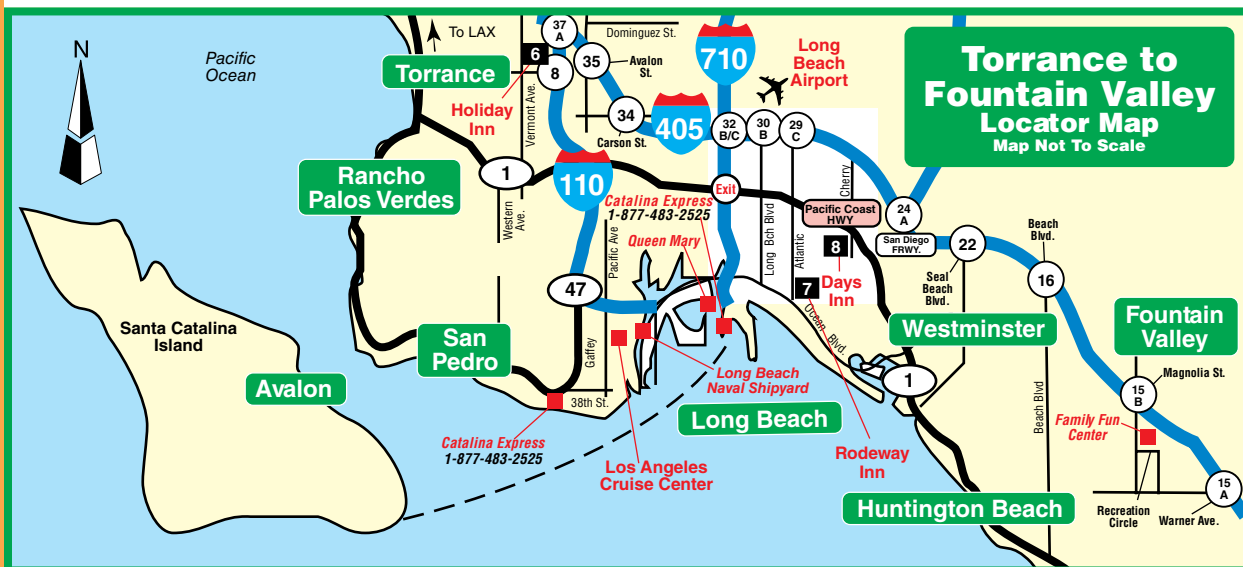 Torrance to
Fountain Valley
Locator Map
Map Not To Scale
N
Pacific
Ocean
To LAX
Torrance
6
Holiday
Inn
Vermont Ave.
37
A
8
35
Dominguez St.
Avalon
St.
34
Carson St.
405
710
Long
Beach
Airport
32
B/C
30
B
29
C
Rancho
Palos Verdes
1
Western
Ave.
110
Exit
Catalina Express
1-877-483-2525
Queen Mary
Pacific Ave
Long Bch Blvd
Atlantic
Cherry
Pacific Coast
HWY
24
A
San Diego
FRWY.
22
Seal
Beach
Blvd.
Beach
Blvd.
16
8
Days
Inn
7
Ocean Blvd.
47
Santa Catalina
Island
Avalon
San
Pedro
Gaffey
38th St.
Long Beach
Naval Shipyard
Long Beach
Westminster
1
Fountain
Valley
Magnolia St.
15
B
Family Fun
Center
Beach Blvd
Catalina Express
1-877-483-2525
Los Angeles
Cruise Center
Rodeway
Inn
Huntington Beach
Recreation
Circle
Warner Ave.
15
A